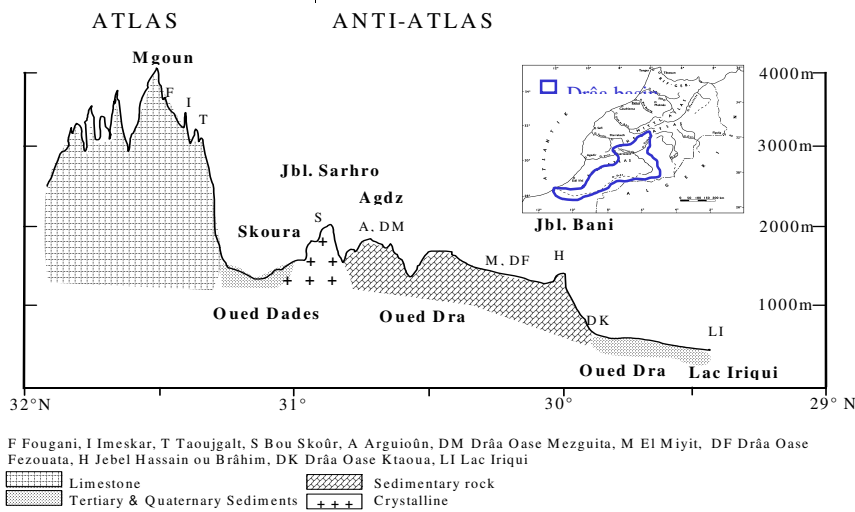 ATLAS ANTI-ATLAS
Mgoun
F
I
T
4000m
3000m
2000m
1000m
Drâa basin
Jbl. Sarhro
Agdz
Jbl. Bani
S
A, DM
Skoura
M, DF
H
DK
LI
Oued Dades
Oued Dra
Oued Dra
Lac Iriqui
32°N 31° 30° 29° N
F Fougani, I Imeskar, T Taoujgalt, S Bou Skoûr, A Arguioûn, DM Drâa Oase Mezguita, M El Miyit, DF Drâa Oase
Fezouata, H Jebel Hassain ou Brâhim, DK Drâa Oase Ktaoua, LI Lac Iriqui
Limestone
Sedimentary rock
Tertiary & Quaternary Sediments
Crystalline